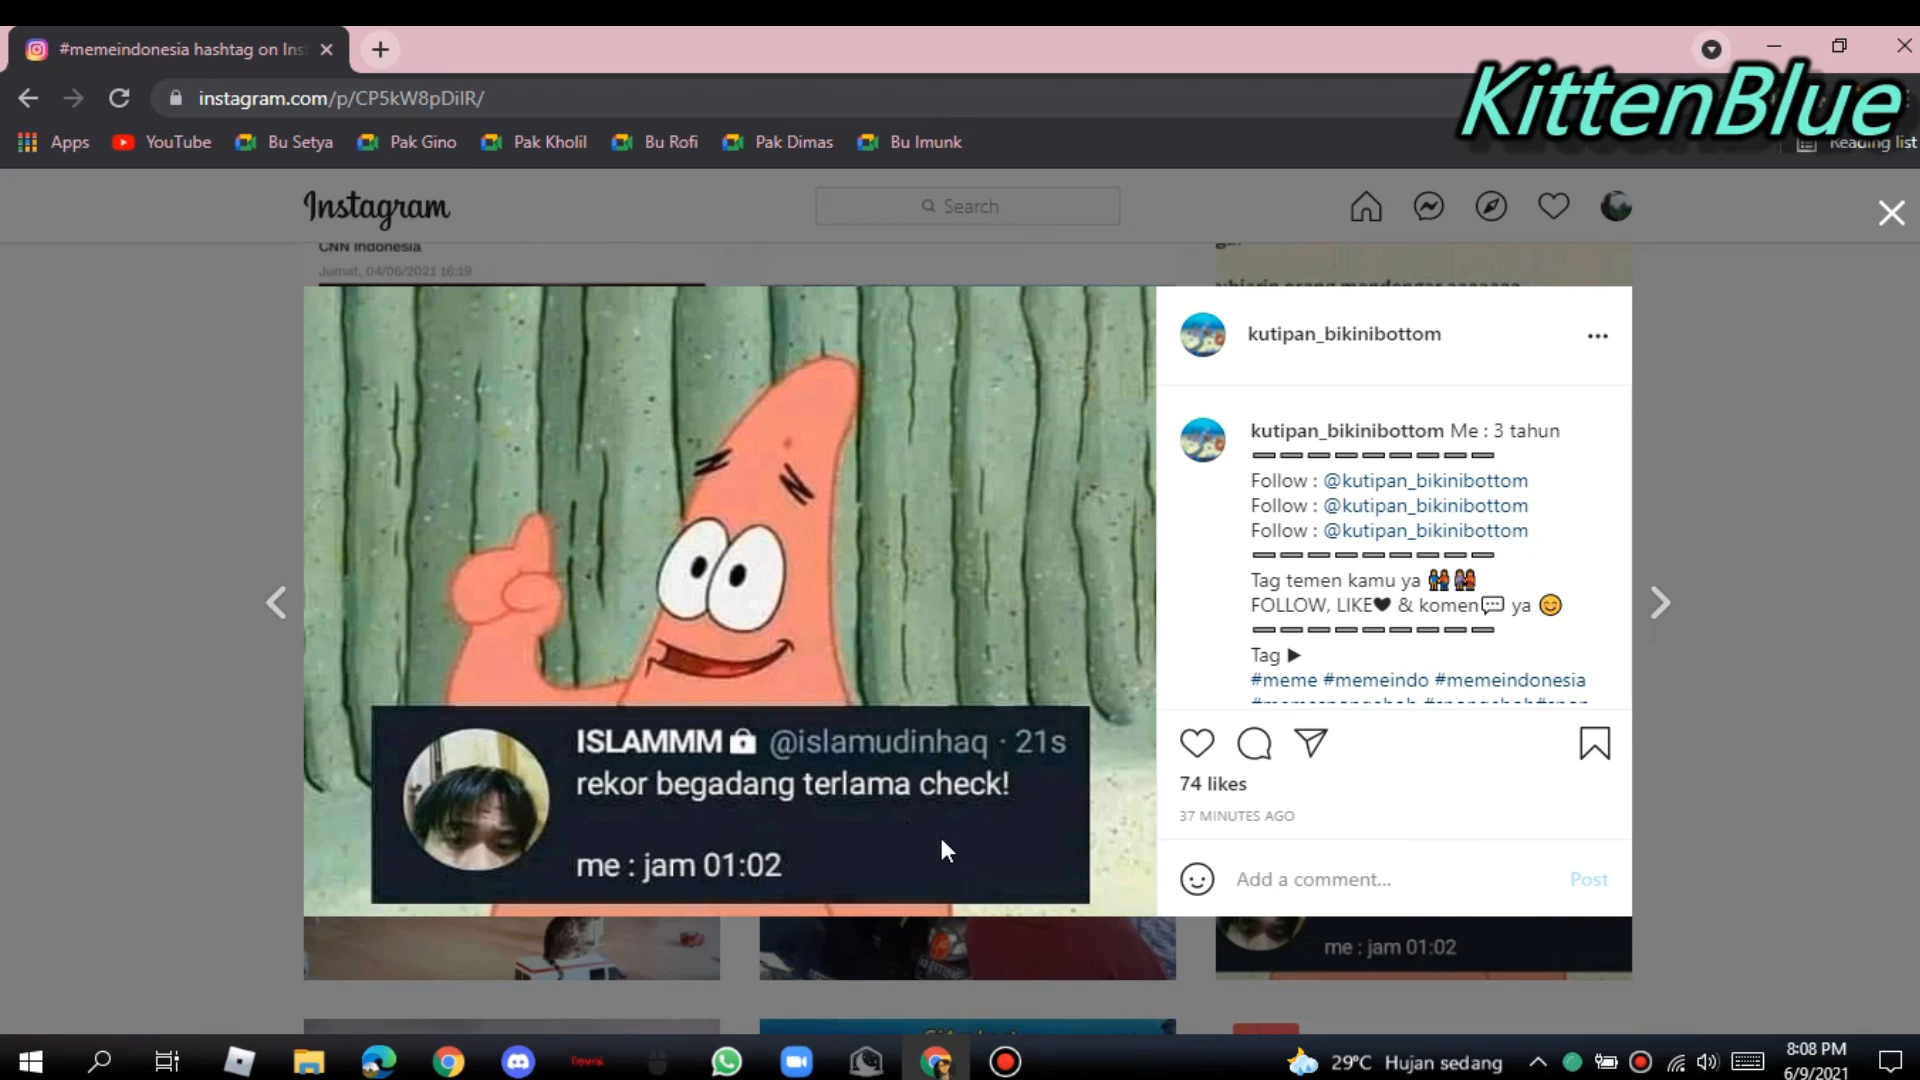 #memeindonesia hashtag on Ins
KittenBlue
instagram.com/p/CP5kW8pDiIR/
Apps
YouTube
Bu Setya
Pak Gino
Pak Kholil
Bu Rofi
Pak Dimas
Bu Imunk
Reading list
Instagram
Search
CNN Indonesia
Jumat, 04/06/2021 16:19
kutipan_bikinibottom
kutipan_bikinibottom Me : 3 tahun
Follow : @kutipan_bikinibottom
Follow : @kutipan_bikinibottom
Follow : @kutipan_bikinibottom
Tag temen kamu ya 👫👭
FOLLOW, LIKE🖤 & komen💬 ya 😊
Tag ▶
#meme #memeindo #memeindonesia
ISLAMMM🔒 @islamudinhaq · 21s
rekor begadang terlama check!
me : jam 01:02
74 likes
37 MINUTES AGO
Add a comment...
Post
me : jam 01:02
29°C Hujan sedang
8:08 PM
6/9/2021